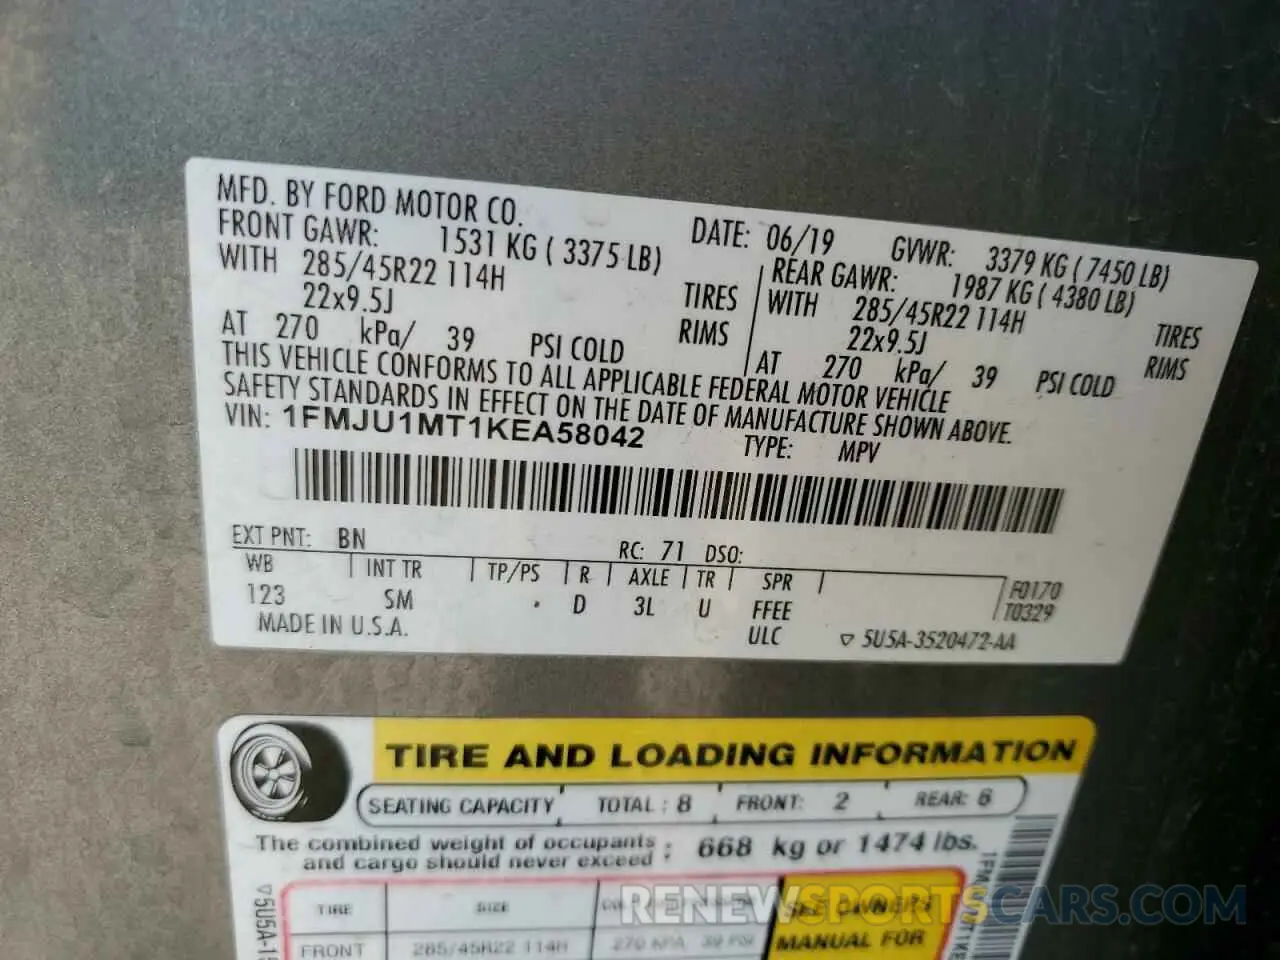 MFD. BY FORD MOTOR CO.
DATE: 06/19 GVWR: 3379 KG ( 7450 LB)
FRONT GAWR: 1531 KG ( 3375 LB)
WITH 285/45R22 114H TIRES
22x9.5J RIMS
AT 270 kPa/ 39 PSI COLD
REAR GAWR: 1987 KG ( 4380 LB)
WITH 285/45R22 114H TIRES
22x9.5J RIMS
AT 270 kPa/ 39 PSI COLD
THIS VEHICLE CONFORMS TO ALL APPLICABLE FEDERAL MOTOR VEHICLE
SAFETY STANDARDS IN EFFECT ON THE DATE OF MANUFACTURE SHOWN ABOVE.
VIN: 1FMJU1MT1KEA58042 TYPE: MPV
EXT PNT: BN RC: 71 DSO:
WB INT TR TP/PS R AXLE TR SPR
123 SM . D 3L U FFEE
F0170
T0329
MADE IN U.S.A. ULC ▽ 5U5A-3520472-AA
TIRE AND LOADING INFORMATION
SEATING CAPACITY TOTAL : 8 FRONT: 2 REAR: 6
The combined weight of occupants and cargo should never exceed : 668 kg or 1474 lbs.
TIRE SIZE SEE OWNERS
FRONT 285/45R22 114H 270 KPA 39 PSI MANUAL FOR
▽5U5A-15
RENEWSPORTSCARS.COM